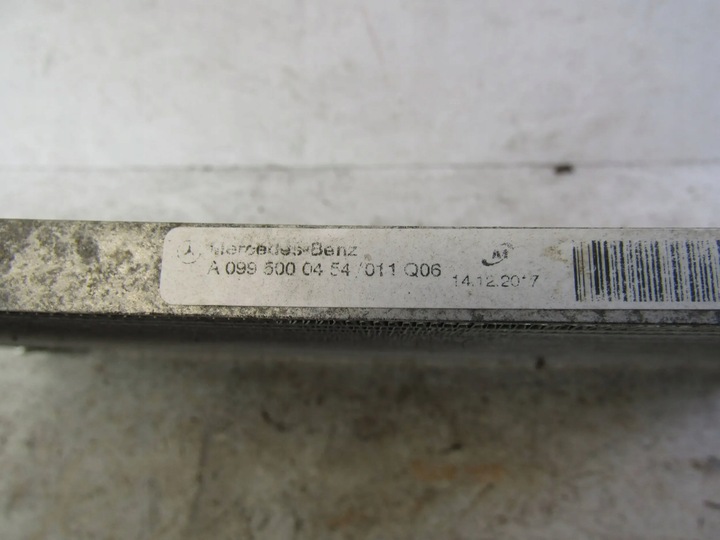 Mercedes-Benz
A 099 500 04 54 /011 Q06
14.12.2017